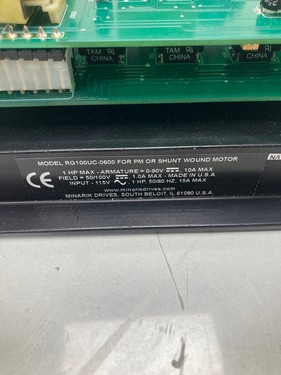 TAM
CHINA
TAM
CHINA
CHINA
MODEL RG100UC-0600 FOR PM OR SHUNT WOUND MOTOR
1 HP MAX - ARMATURE = 0-90V , 10A MAX
FIELD = 50/100V , 1.0A MAX - MADE IN U.S.A.
INPUT - 115V , 1 HP, 50/60 HZ, 15A MAX
www.minarikdrives.com
MINARIK DRIVES, SOUTH BELOIT, IL 61080 U.S.A.
CE